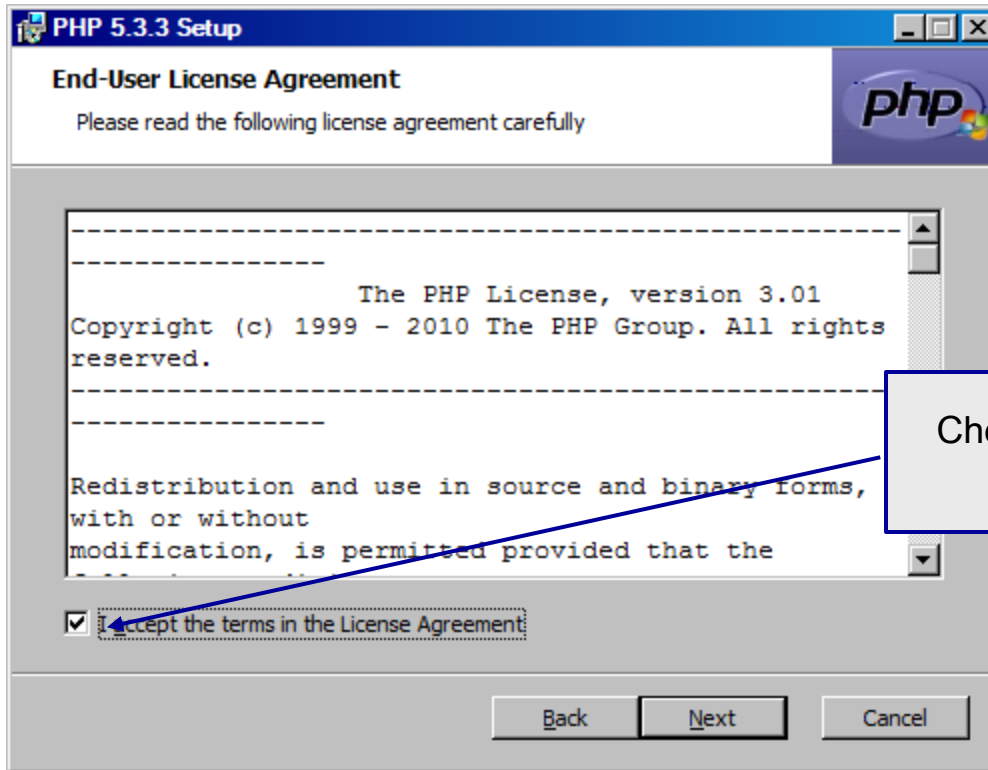 PHP 5.3.3 Setup
End-User License Agreement
Please read the following license agreement carefully
php
----------------------------------------------------
----------------
The PHP License, version 3.01
Copyright (c) 1999 - 2010 The PHP Group. All rights
reserved.
----------------------------------------------------
----------------
Redistribution and use in source and binary forms,
with or without
modification, is permitted provided that the
I accept the terms in the License Agreement
Back Next Cancel